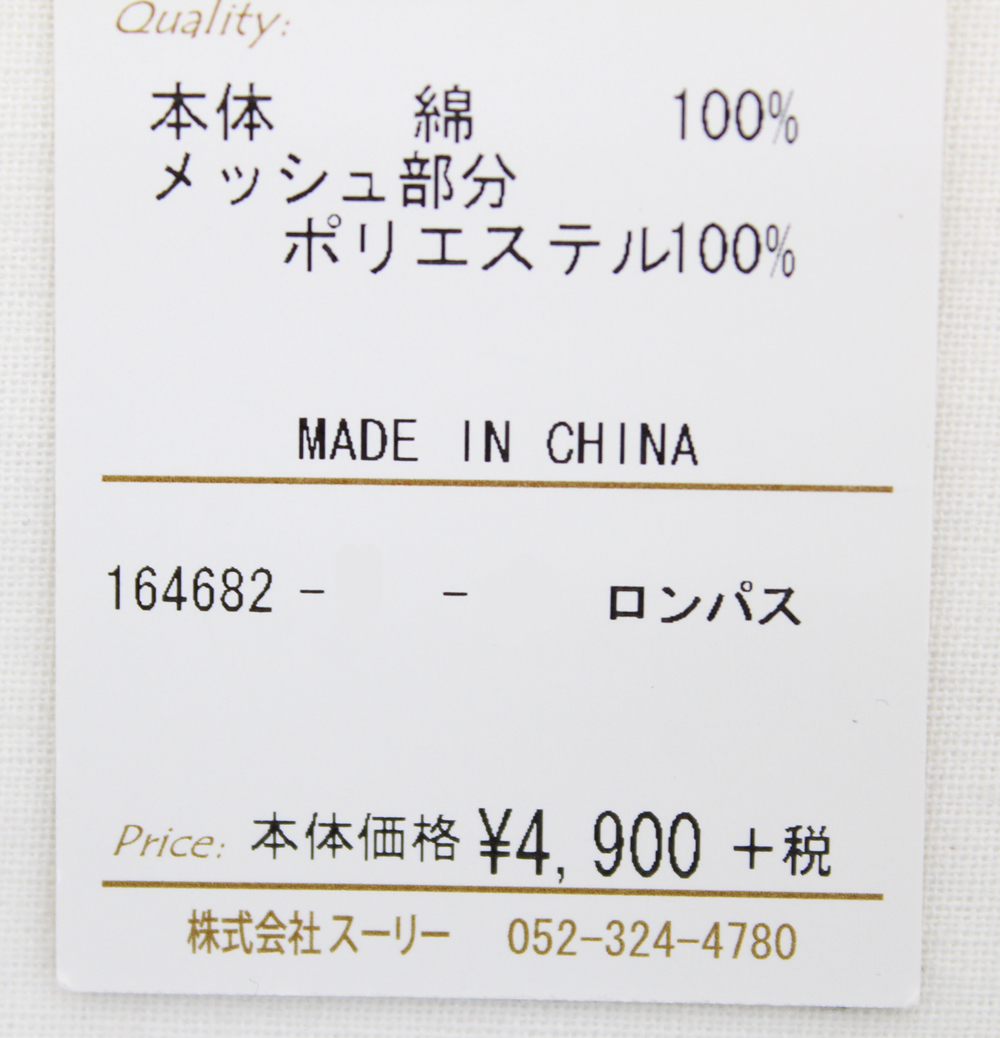 Quality:
本体 綿 100%
メッシュ部分
ポリエステル100%
MADE IN CHINA
164682- - ロンパス
Price: 本体価格 ¥4,900 +税
株式会社スーリー 052-324-4780